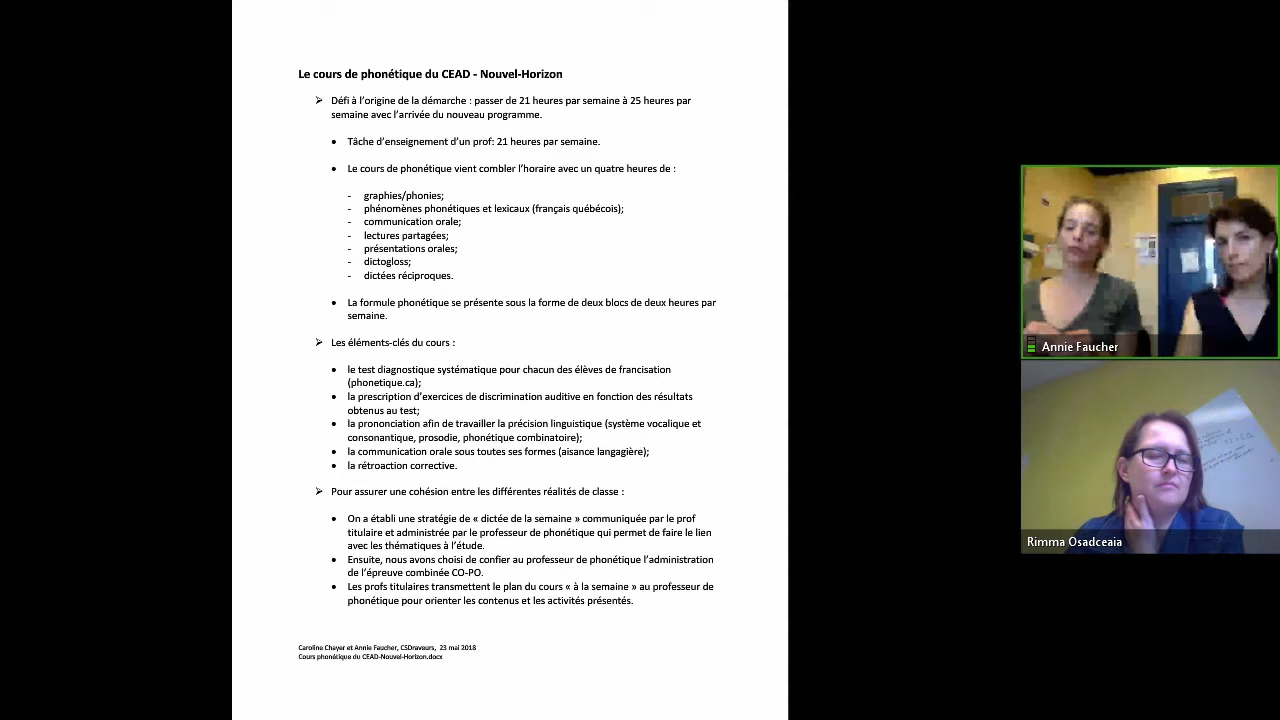 Le cours de phonétique du CEAD - Nouvel-Horizon
➢ Défi à l'origine de la démarche : passer de 21 heures par semaine à 25 heures par
semaine avec l'arrivée du nouveau programme.
• Tâche d'enseignement d'un prof: 21 heures par semaine.
• Le cours de phonétique vient combler l'horaire avec un quatre heures de :
- graphies/phonies;
- phénomènes phonétiques et lexicaux (français québécois);
- communication orale;
- lectures partagées;
- présentations orales;
- dictogloss;
- dictées réciproques.
• La formule phonétique se présente sous la forme de deux blocs de deux heures par
semaine.
➢ Les éléments-clés du cours :
• le test diagnostique systématique pour chacun des élèves de francisation
(phonetique.ca);
• la prescription d'exercices de discrimination auditive en fonction des résultats
obtenus au test;
• la prononciation afin de travailler la précision linguistique (système vocalique et
consonantique, prosodie, phonétique combinatoire);
• la communication orale sous toutes ses formes (aisance langagière);
• la rétroaction corrective.
➢ Pour assurer une cohésion entre les différentes réalités de classe :
• On a établi une stratégie de « dictée de la semaine » communiquée par le prof
titulaire et administrée par le professeur de phonétique qui permet de faire le lien
avec les thématiques à l'étude.
• Ensuite, nous avons choisi de confier au professeur de phonétique l'administration
de l'épreuve combinée CO-PO.
• Les profs titulaires transmettent le plan du cours « à la semaine » au professeur de
phonétique pour orienter les contenus et les activités présentés.
Caroline Chayer et Annie Faucher, CSDraveurs, 23 mai 2018
Cours phonétique du CEAD-Nouvel-Horizon.docx
Annie Faucher
Rimma Osadceaia